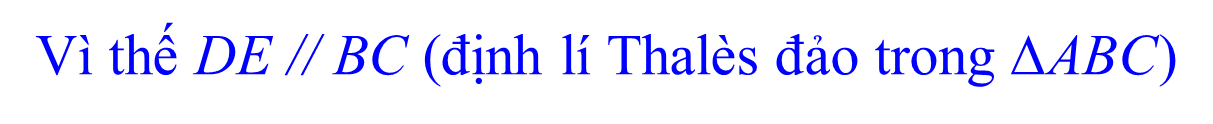 Vì thế DE // BC (định lí Thalès đảo trong ΔABC)